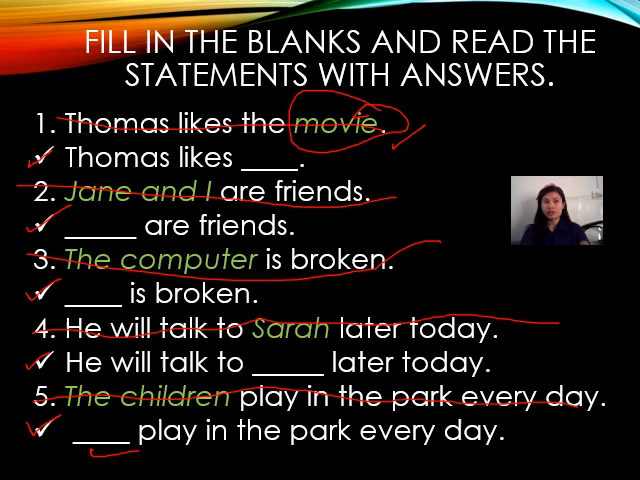 FILL IN THE BLANKS AND READ THE
STATEMENTS WITH ANSWERS.
1. Thomas likes the movie.
✓ Thomas likes ____.
2. Jane and I are friends.
✓ _____ are friends.
3. The computer is broken.
✓ ____ is broken.
4. He will talk to Sarah later today.
✓ He will talk to _____ later today.
5. The children play in the park every day.
✓ ____ play in the park every day.